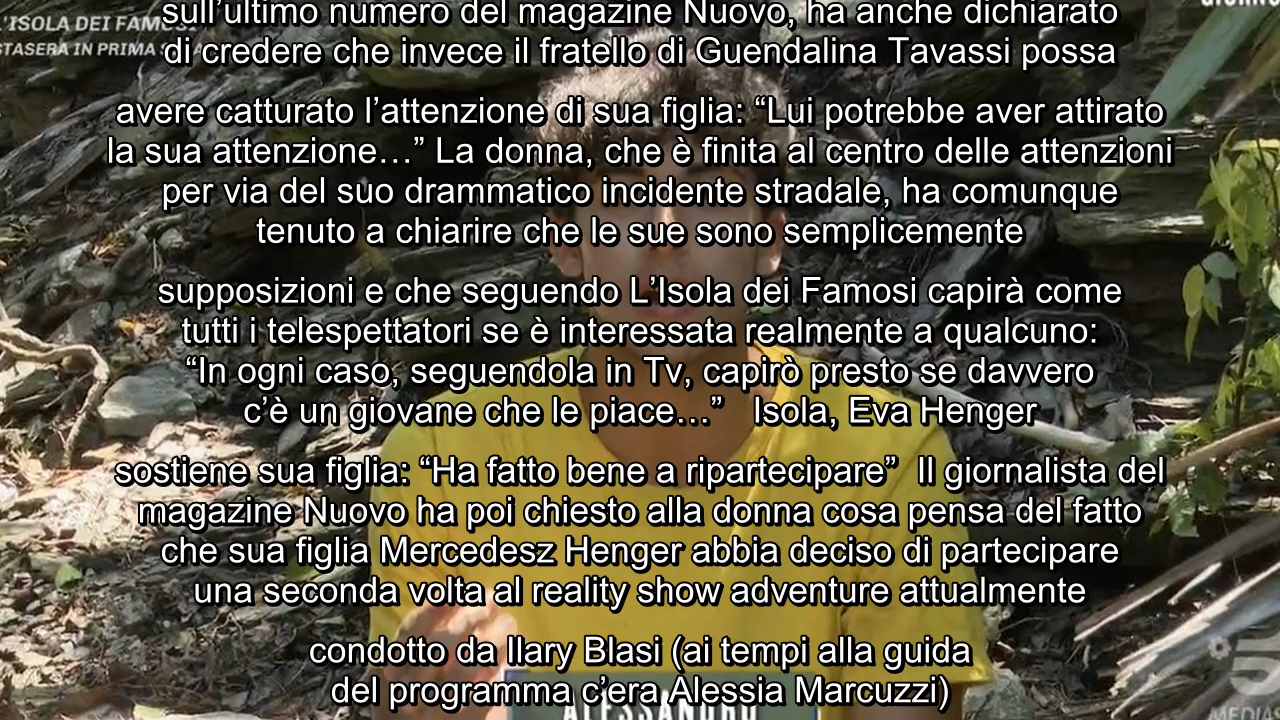 L'ISOLA DEI FAM
STASERA IN PRIMA S
sull’ultimo numero del magazine Nuovo, ha anche dichiarato
di credere che invece il fratello di Guendalina Tavassi possa
avere catturato l’attenzione di sua figlia: “Lui potrebbe aver attirato
la sua attenzione…” La donna, che è finita al centro delle attenzioni
per via del suo drammatico incidente stradale, ha comunque
tenuto a chiarire che le sue sono semplicemente
supposizioni e che seguendo L’Isola dei Famosi capirà come
tutti i telespettatori se è interessata realmente a qualcuno:
“In ogni caso, seguendola in Tv, capirò presto se davvero
c’è un giovane che le piace…”    Isola, Eva Henger
sostiene sua figlia: “Ha fatto bene a ripartecipare”  Il giornalista del
magazine Nuovo ha poi chiesto alla donna cosa pensa del fatto
che sua figlia Mercedesz Henger abbia deciso di partecipare
una seconda volta al reality show adventure attualmente
condotto da Ilary Blasi (ai tempi alla guida
del programma c’era Alessia Marcuzzi)
ALESSANDRO